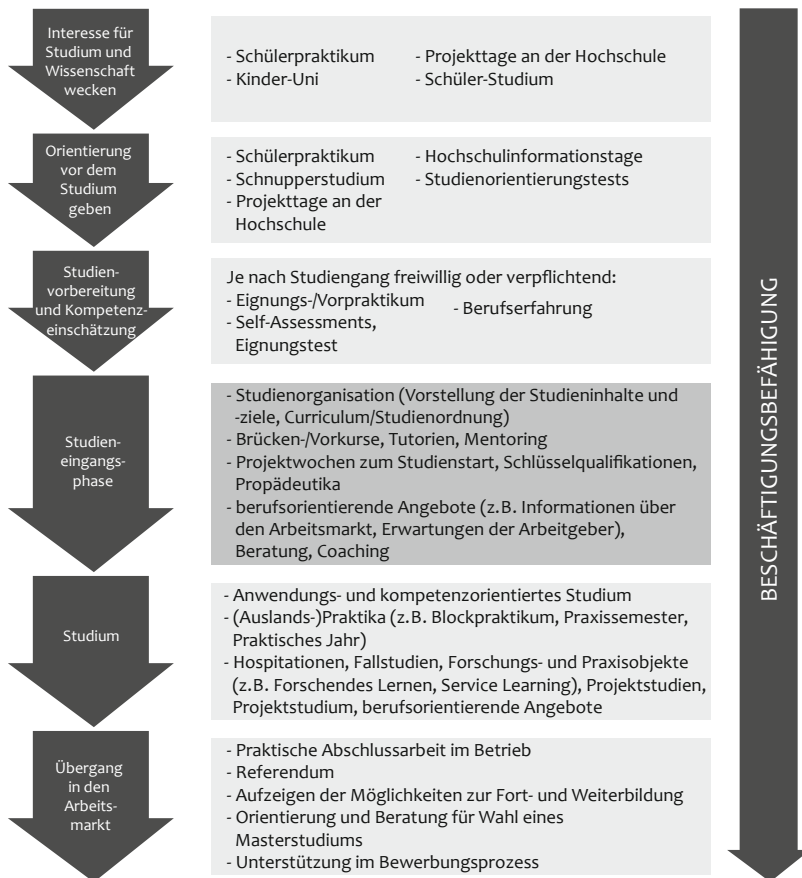 Interesse für
Studium und
Wissenschaft
wecken
- Schülerpraktikum
- Kinder-Uni
- Projekttage an der Hochschule
- Schüler-Studium
Orientierung
vor dem
Studium
geben
- Schülerpraktikum
- Schnupperstudium
- Projekttage an der
Hochschule
- Hochschulinformationstage
- Studienorientierungstests
Studien-
vorbereitung
und Kompetenz-
einschätzung
Je nach Studiengang freiwillig oder verpflichtend:
- Eignungs-/Vorpraktikum
- Self-Assessments,
Eignungstest
- Berufserfahrung
Studien-
eingangs-
phase
- Studienorganisation (Vorstellung der Studieninhalte und
-ziele, Curriculum/Studienordnung)
- Brücken-/Vorkurse, Tutorien, Mentoring
- Projektwochen zum Studienstart, Schlüsselqualifikationen,
Propädeutika
- berufsorientierende Angebote (z.B. Informationen über
den Arbeitsmarkt, Erwartungen der Arbeitgeber),
Beratung, Coaching
Studium
- Anwendungs- und kompetenzorientiertes Studium
- (Auslands-)Praktika (z.B. Blockpraktikum, Praxissemester,
Praktisches Jahr)
- Hospitationen, Fallstudien, Forschungs- und Praxisobjekte
(z.B. Forschendes Lernen, Service Learning), Projektstudien,
Projektstudium, berufsorientierende Angebote
Übergang
in den
Arbeits-
markt
- Praktische Abschlussarbeit im Betrieb
- Referendum
- Aufzeigen der Möglichkeiten zur Fort- und Weiterbildung
- Orientierung und Beratung für Wahl eines
Masterstudiums
- Unterstützung im Bewerbungsprozess
BESCHÄFTIGUNGSBEFÄHIGUNG